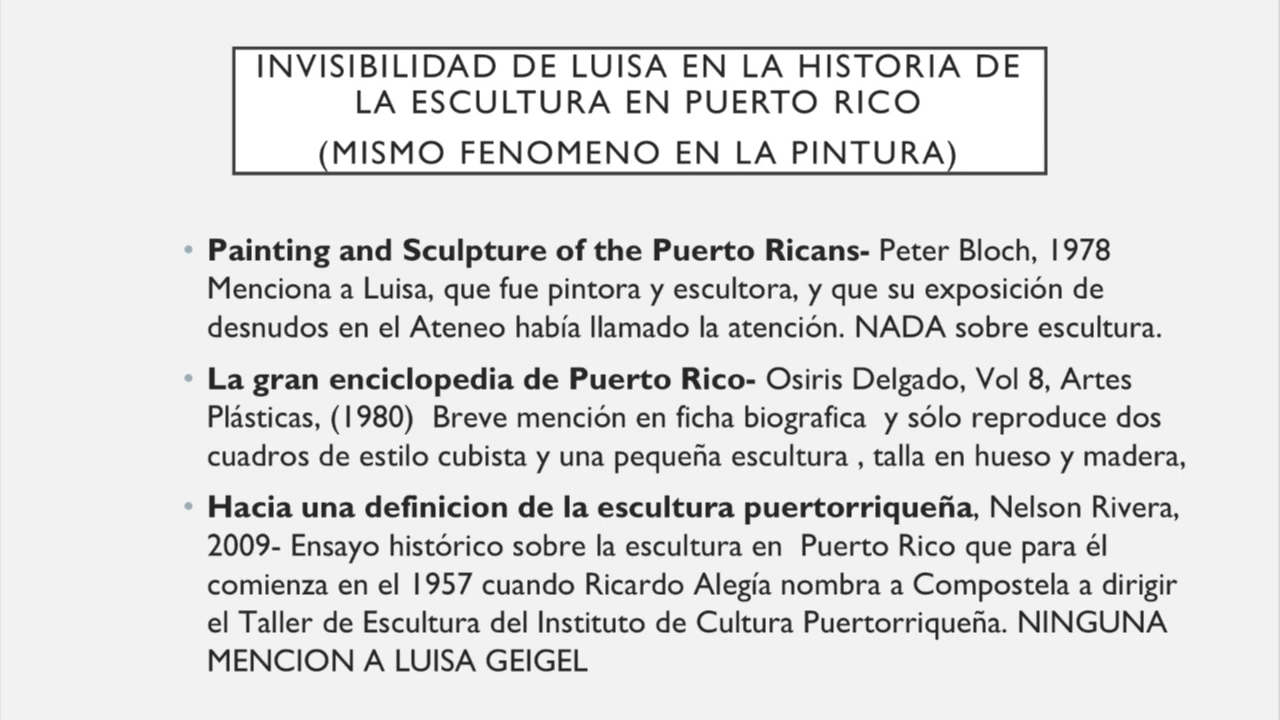 INVISIBILIDAD DE LUISA EN LA HISTORIA DE
LA ESCULTURA EN PUERTO RICO
(MISMO FENOMENO EN LA PINTURA)
• Painting and Sculpture of the Puerto Ricans- Peter Bloch, 1978
Menciona a Luisa, que fue pintora y escultora, y que su exposición de
desnudos en el Ateneo había llamado la atención. NADA sobre escultura.
• La gran enciclopedia de Puerto Rico- Osiris Delgado, Vol 8, Artes
Plásticas, (1980)  Breve mención en ficha biografica  y sólo reproduce dos
cuadros de estilo cubista y una pequeña escultura , talla en hueso y madera,
• Hacia una definicion de la escultura puertorriqueña, Nelson Rivera,
2009- Ensayo histórico sobre la escultura en  Puerto Rico que para él
comienza en el 1957 cuando Ricardo Alegía nombra a Compostela a dirigir
el Taller de Escultura del Instituto de Cultura Puertorriqueña. NINGUNA
MENCION A LUISA GEIGEL